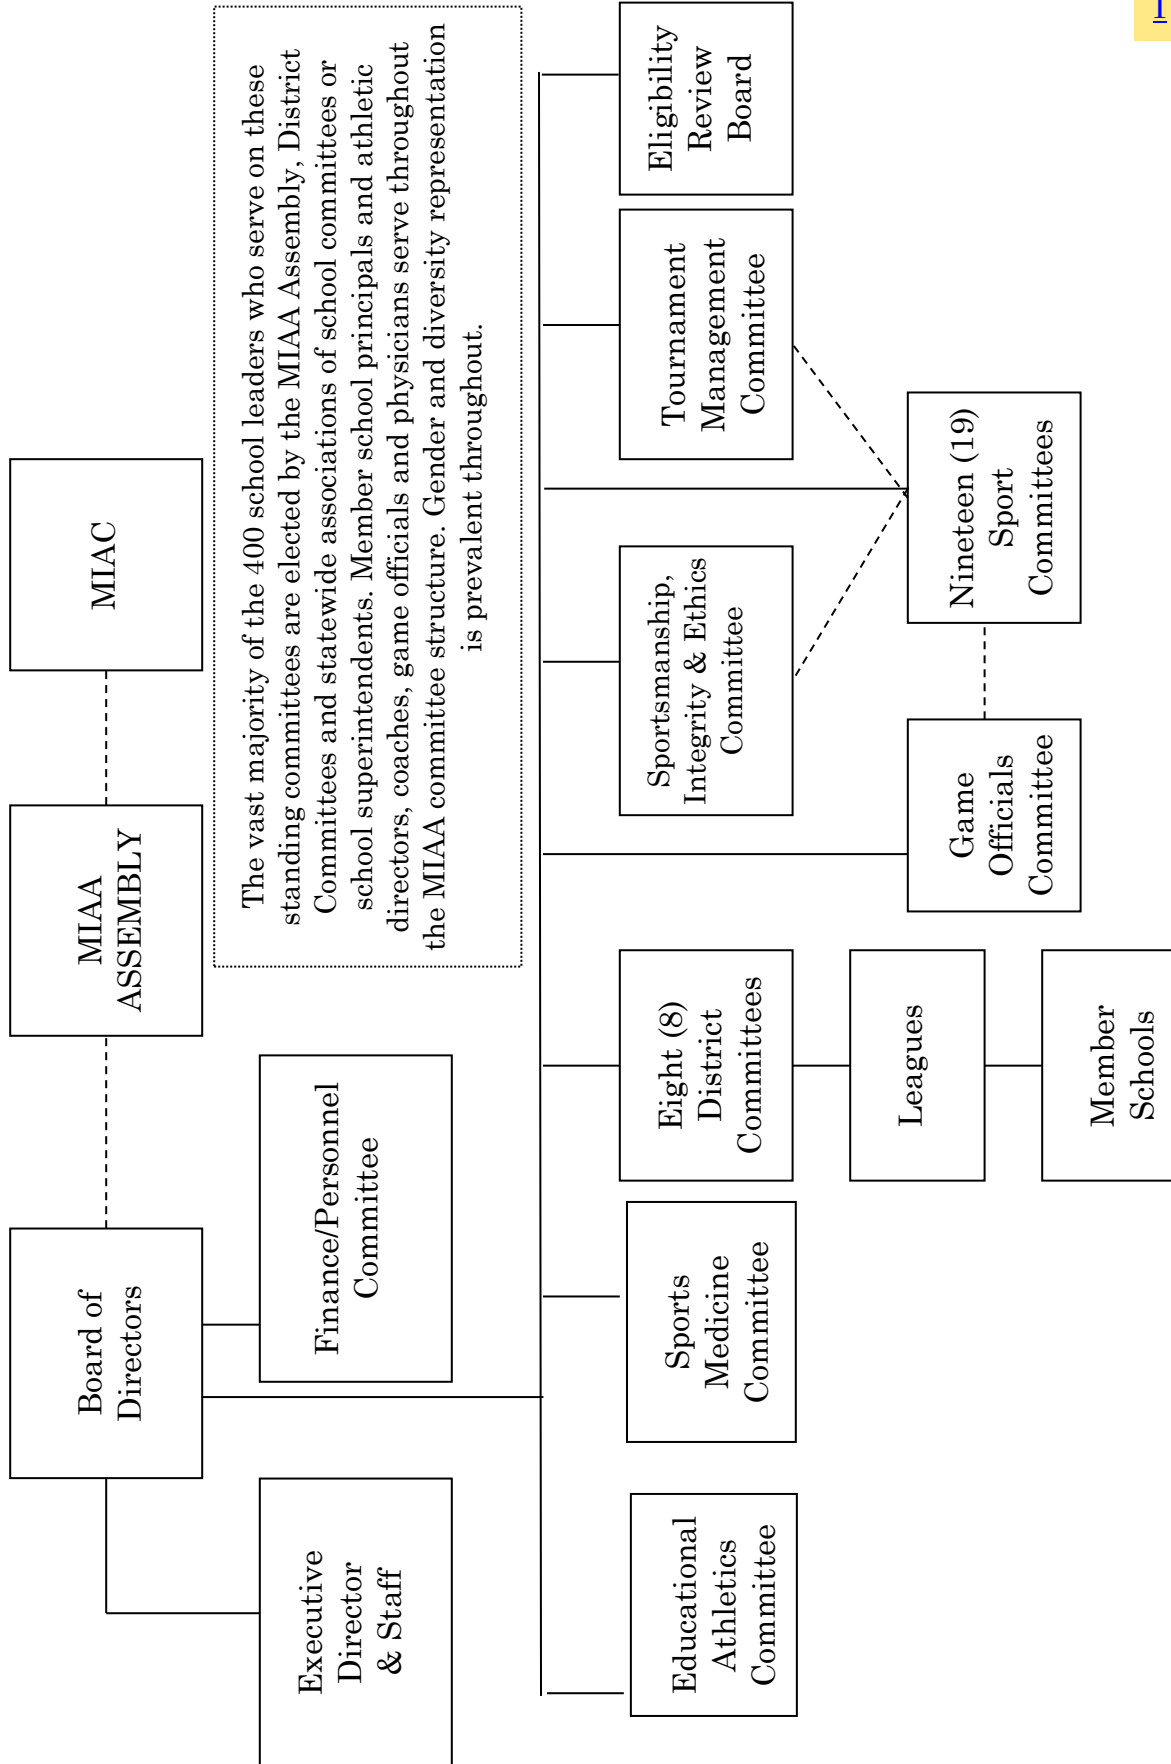 Board of
Directors
MIAA
ASSEMBLY
MIAC
Executive
Director
& Staff
Finance/Personnel
Committee
The vast majority of the 400 school leaders who serve on these
standing committees are elected by the MIAA Assembly, District
Committees and statewide associations of school committees or
school superintendents. Member school principals and athletic
directors, coaches, game officials and physicians serve throughout
the MIAA committee structure. Gender and diversity representation
is prevalent throughout.
Educational
Athletics
Committee
Sports
Medicine
Committee
Eight (8)
District
Committees
Sportsmanship,
Integrity & Ethics
Committee
Tournament
Management
Committee
Eligibility
Review
Board
Leagues
Game
Officials
Committee
Nineteen (19)
Sport
Committees
Member
Schools